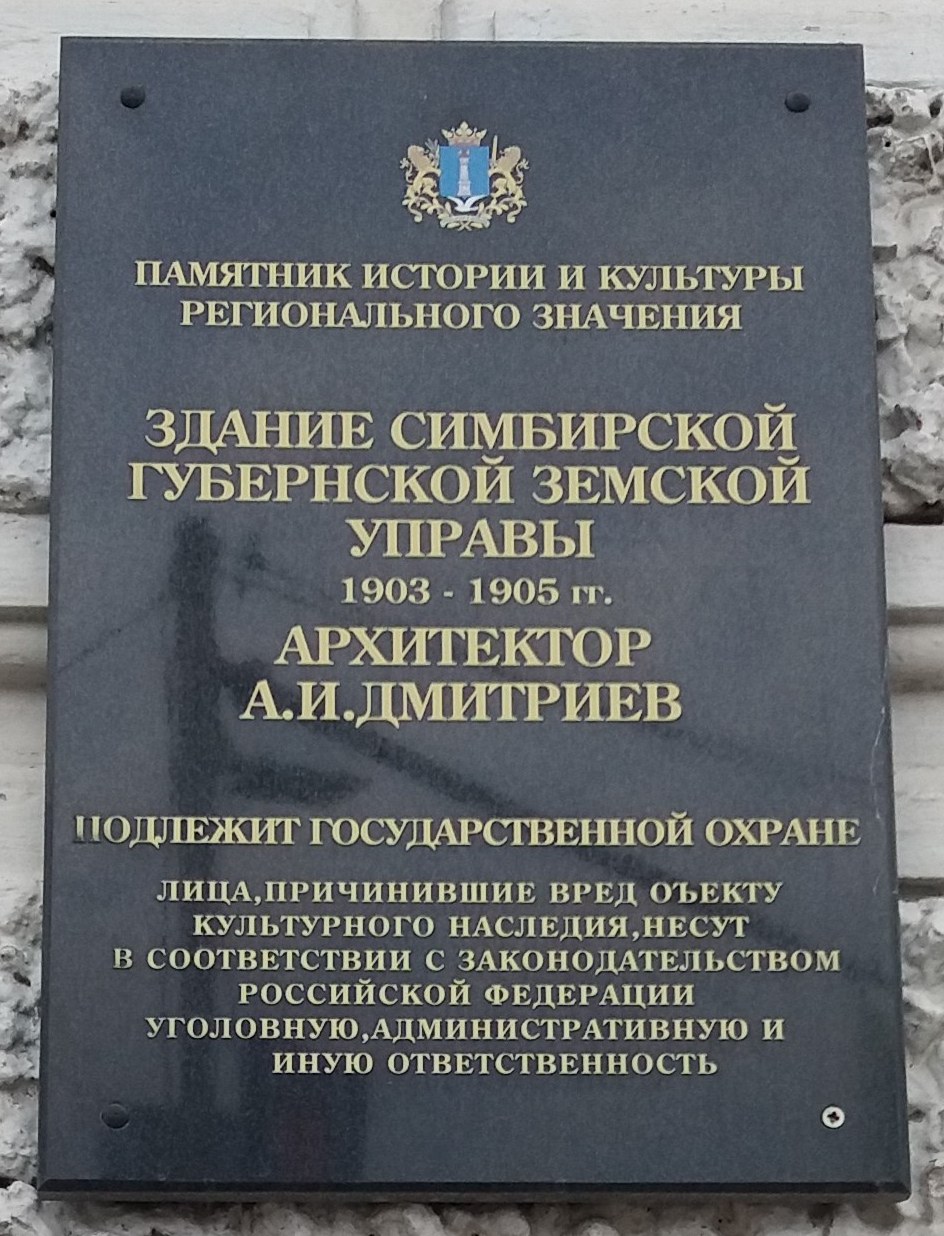 ПАМЯТНИК ИСТОРИИ И КУЛЬТУРЫ
РЕГИОНАЛЬНОГО ЗНАЧЕНИЯ
ЗДАНИЕ СИМБИРСКОЙ
ГУБЕРНСКОЙ ЗЕМСКОЙ
УПРАВЫ
1903 - 1905 гг.
АРХИТЕКТОР
А.И.ДМИТРИЕВ
ПОДЛЕЖИТ ГОСУДАРСТВЕННОЙ ОХРАНЕ
ЛИЦА,ПРИЧИНИВШИЕ ВРЕД ОЪЕКТУ
КУЛЬТУРНОГО НАСЛЕДИЯ,НЕСУТ
В СООТВЕТСТВИИ С ЗАКОНОДАТЕЛЬСТВОМ
РОССИЙСКОЙ ФЕДЕРАЦИИ
УГОЛОВНУЮ,АДМИНИСТРАТИВНУЮ И
ИНУЮ ОТВЕТСТВЕННОСТЬ